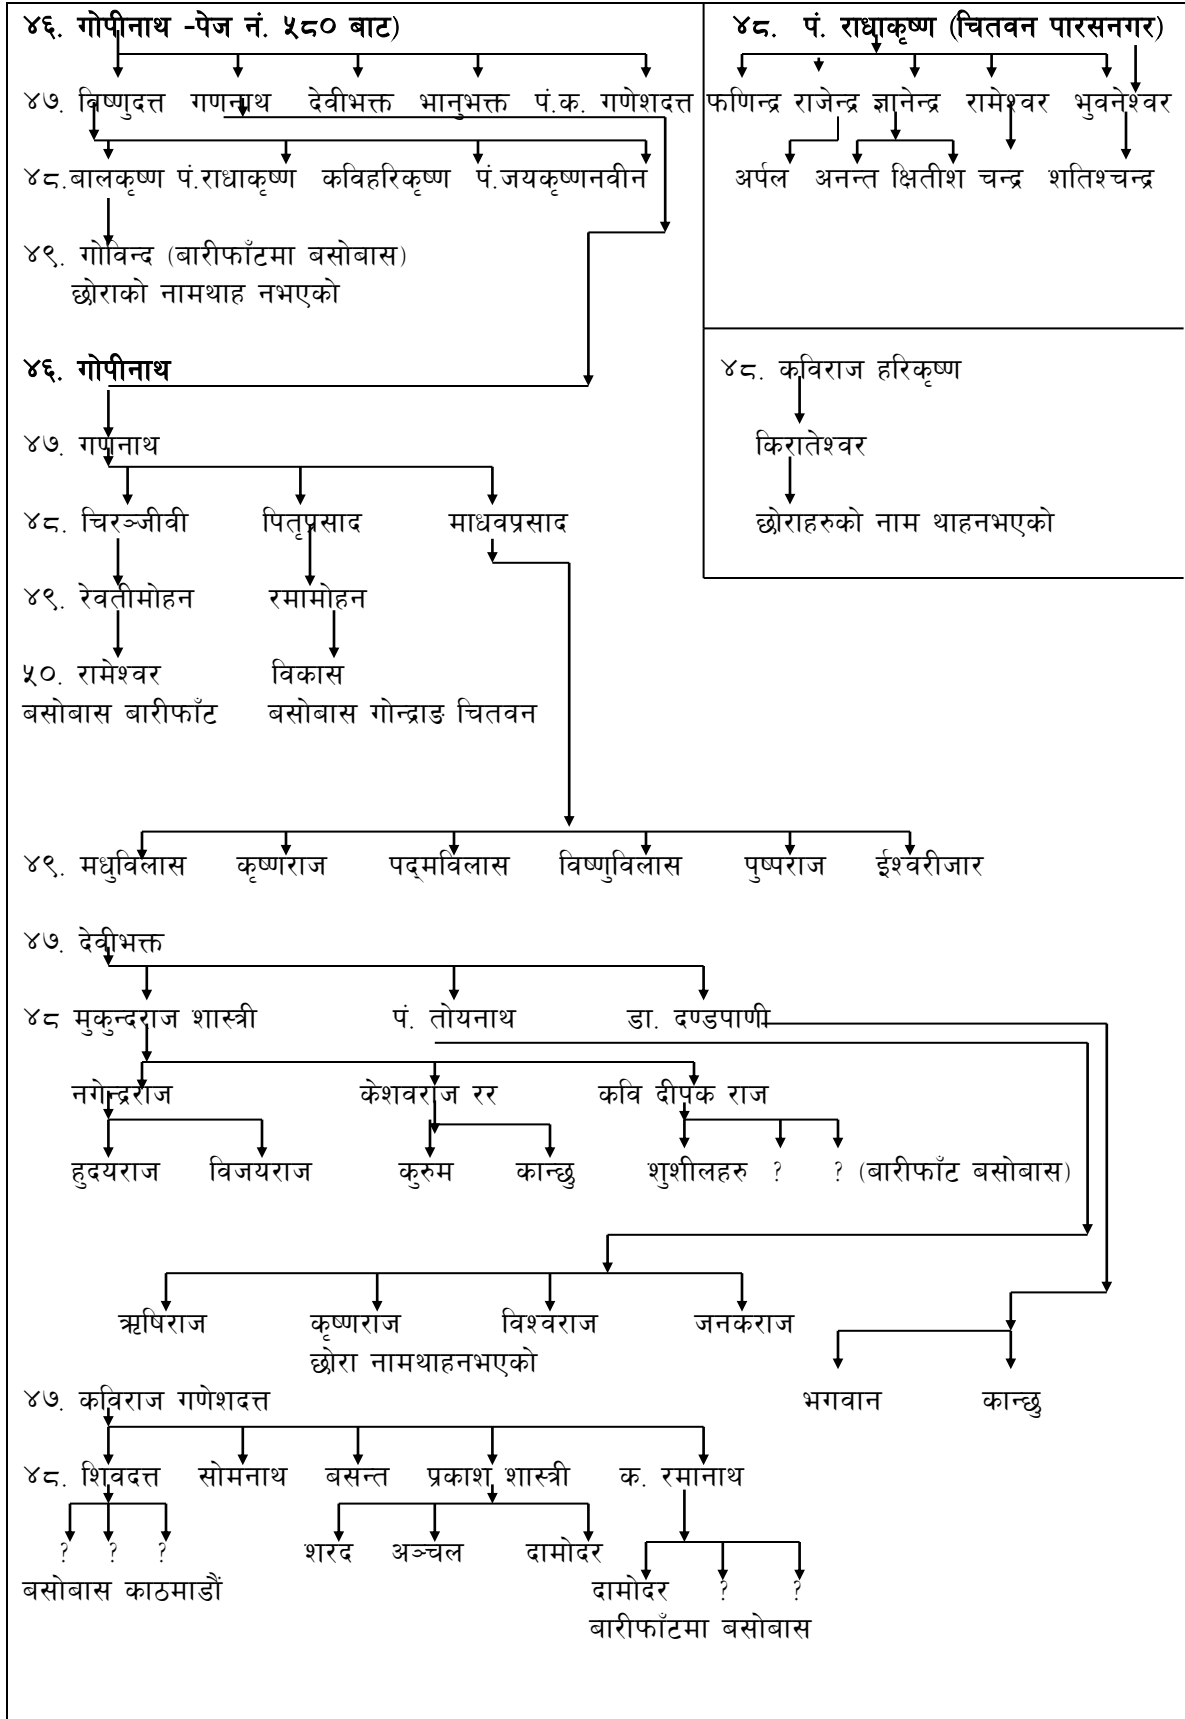 ४६. गोपीनाथ -पेज नं. ५८० बाट)
४७. विष्णुदत्त गणनाथ देवीभक्त भानुभक्त पं.क. गणेशदत्त
४८.बालकृष्ण पं.राधाकृष्ण कविहरिकृष्ण पं.जयकृष्णनवीन
४९. गोविन्द (बारीफाँटमा बसोबास)
छोराको नामथाह नभएको
४८. पं. राधाकृष्ण (चितवन पारसनगर)
फणिन्द्र राजेन्द्र ज्ञानेन्द्र रामेश्वर भुवनेश्वर
अर्पल अनन्त क्षितीश चन्द्र शतिश्चन्द्र
४८. कविराज हरिकृष्ण
किरातेश्वर
छोराहरुको नाम थाहनभएको
४६. गोपीनाथ
४७. गणनाथ
४८. चिरञ्जीवी पितृप्रसाद माधवप्रसाद
४९. रेवतीमोहन रमामोहन
५०. रामेश्वर विकास
बसोबास बारीफाँट बसोबास गोन्द्राङ चितवन
४९. मधुविलास कृष्णराज पद्मविलास विष्णुविलास पुष्पराज ईश्वरीजार
४७. देवीभक्त
४८ मुकुन्दराज शास्त्री पं. तोयनाथ डा. दण्डपाणी
नगेन्द्रराज केशवराज रर कवि दीपक राज
हुदयराज विजयराज कुरुम कान्छु शुशीलहरु ? ? (बारीफाँट बसोबास)
ऋषिराज कृष्णराज विश्वराज जनकराज
छोरा नामथाहनभएको
भगवान कान्छु
४७. कविराज गणेशदत्त
४८. शिवदत्त सोमनाथ बसन्त प्रकाश शास्त्री क. रमानाथ
? ? ? शरद अञ्चल दामोदर
बसोबास काठमाडौं
दामोदर ? ?
बारीफाँटमा बसोबास